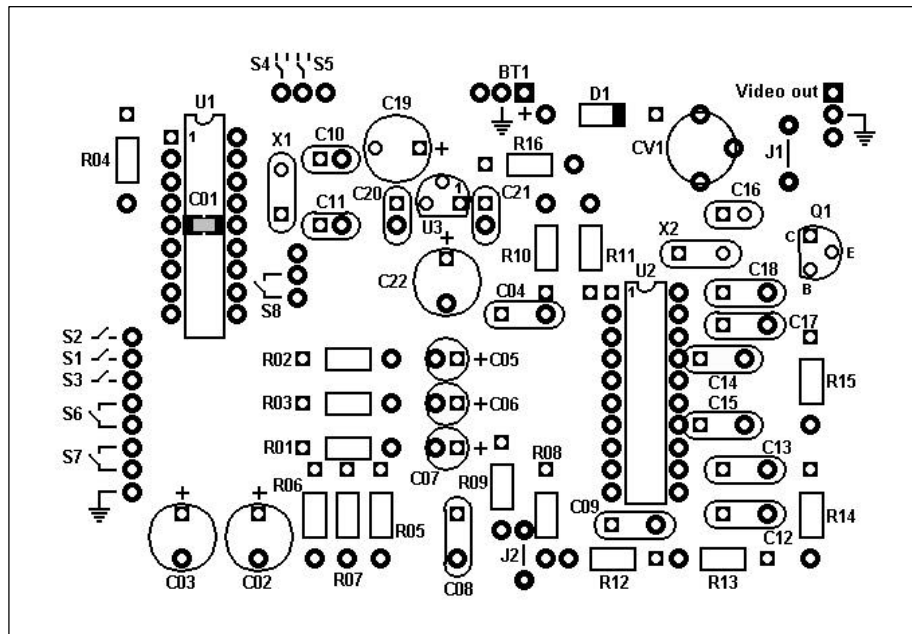 S4 S5
BT1
+
D1
Video out
U1
C19
1
R04
X1
C10
+
R16
CV1
J1
C20
1
C21
C16
C01
C11
U3
Q1
C
E
B
+
X2
R10
R11
S8
C22
U2
C18
1
C04
C17
S2
S1
S3
R02
+
C05
C14
R15
R03
+
C06
S6
C15
R01
+
S7
C07
R08
C13
R06
R09
+
+
R05
C09
R14
C12
J2
C03
C02
R07
C08
R12
R13